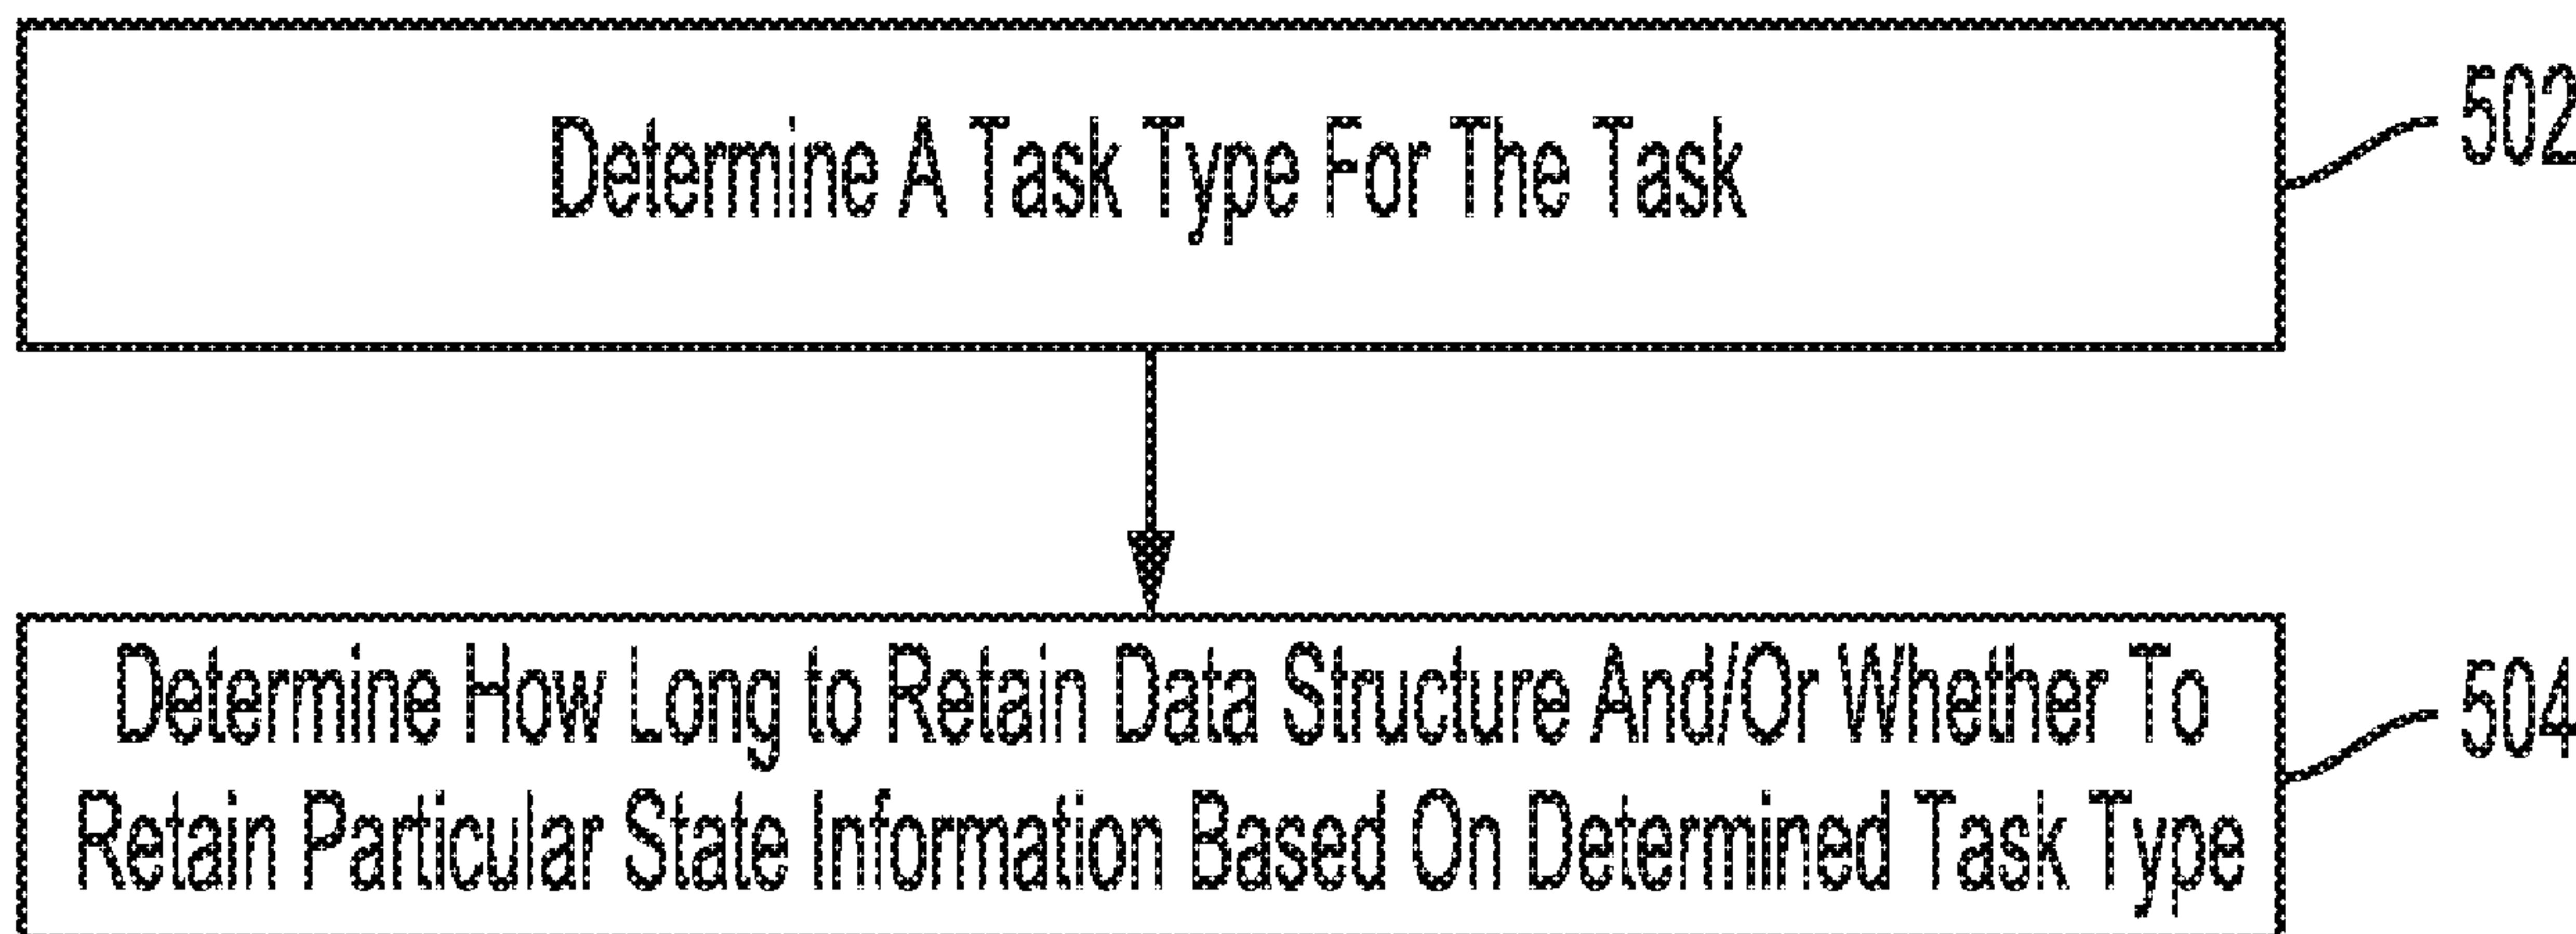 Determine A Task Type For The Task
502
Determine How Long to Retain Data Structure And/Or Whether To
Retain Particular State Information Based On Determined Task Type
504